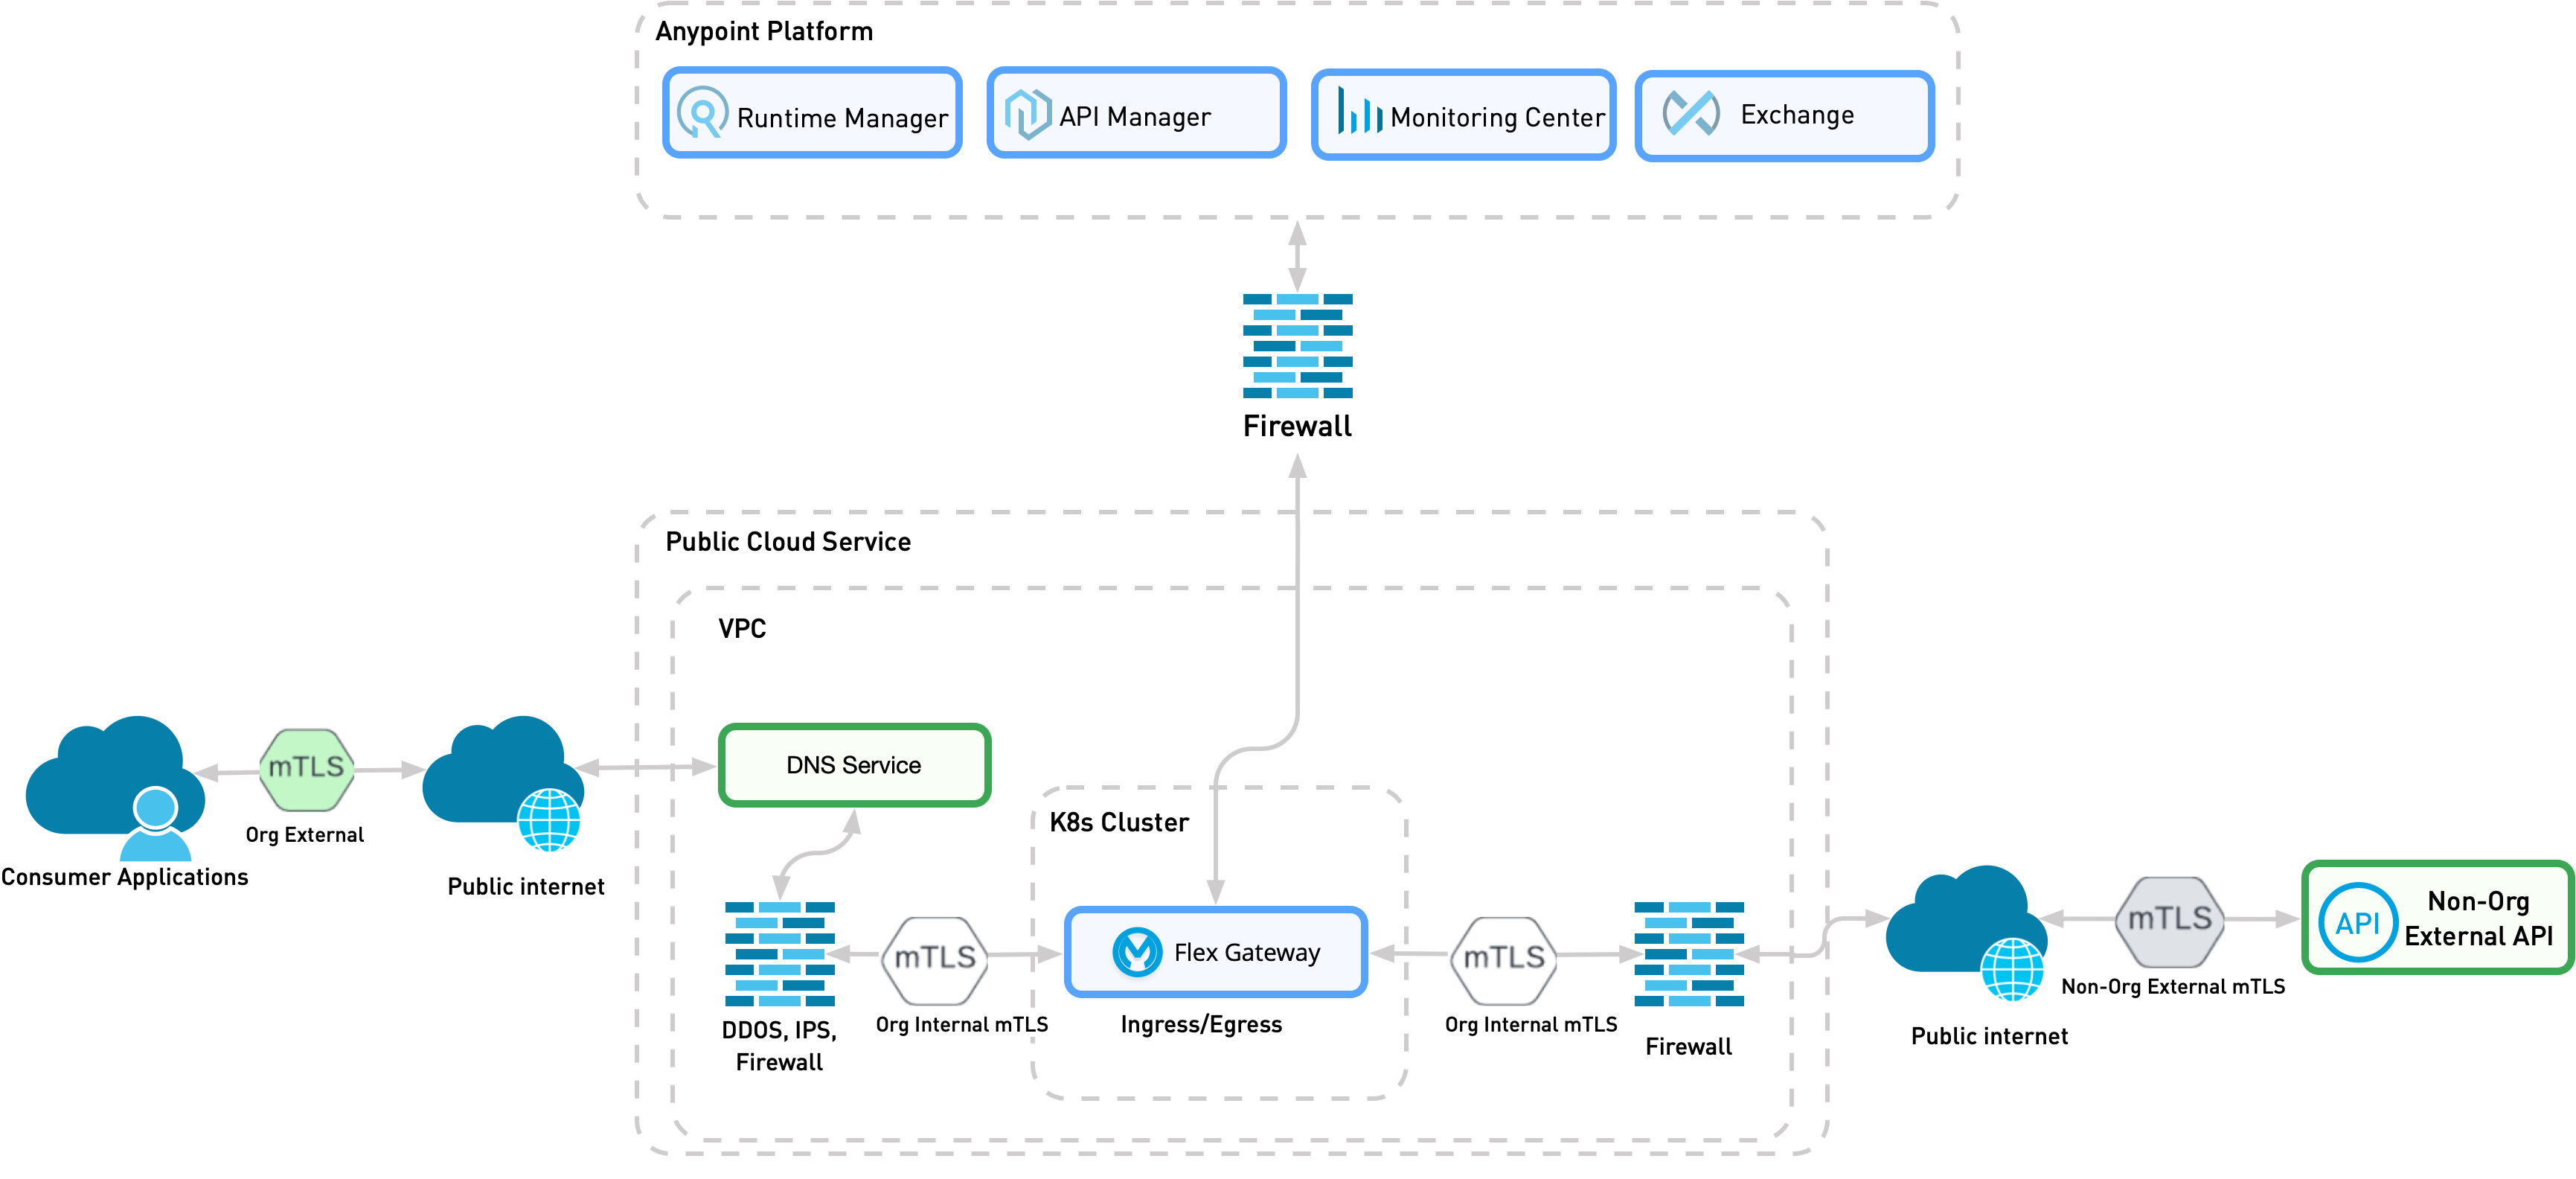 Anypoint Platform
Runtime Manager
API Manager
Monitoring Center
Exchange
Firewall
Public Cloud Service
VPC
DNS Service
mTLS
Org External
Consumer Applications
Public internet
K8s Cluster
DDOS, IPS,
Firewall
mTLS
Org Internal mTLS
Flex Gateway
Ingress/Egress
mTLS
Org Internal mTLS
Firewall
Public internet
mTLS
Non-Org External mTLS
API
Non-Org
External API